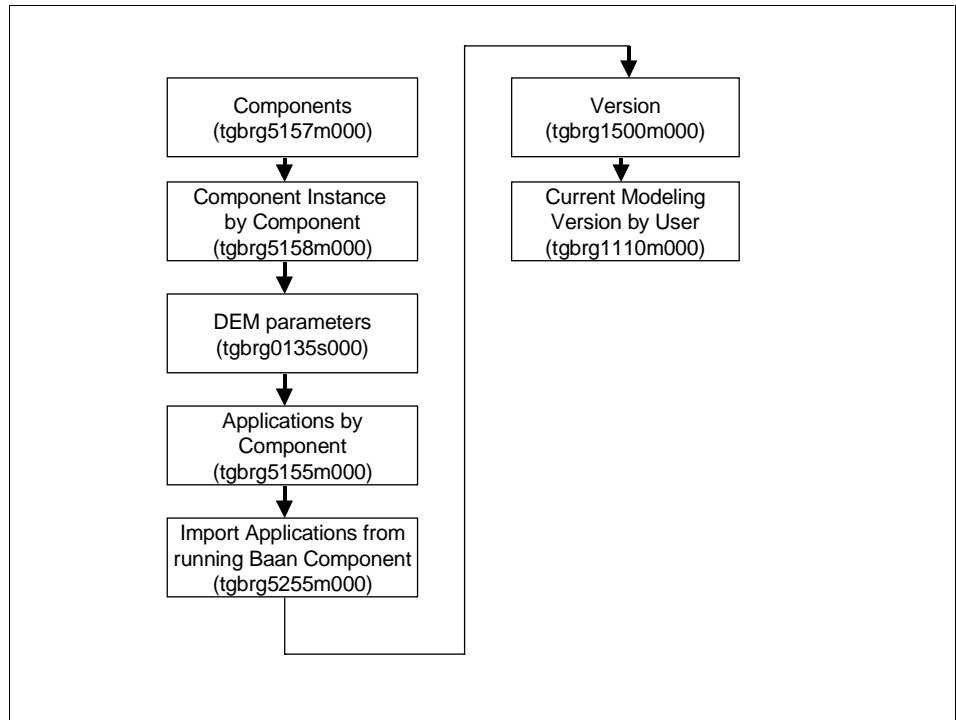 Components
(tgbrg5157m000)
Component Instance
by Component
(tgbrg5158m000)
DEM parameters
(tgbrg0135s000)
Applications by
Component
(tgbrg5155m000)
Import Applications from
running Baan Component
(tgbrg5255m000)
Version
(tgbrg1500m000)
Current Modeling
Version by User
(tgbrg1110m000)